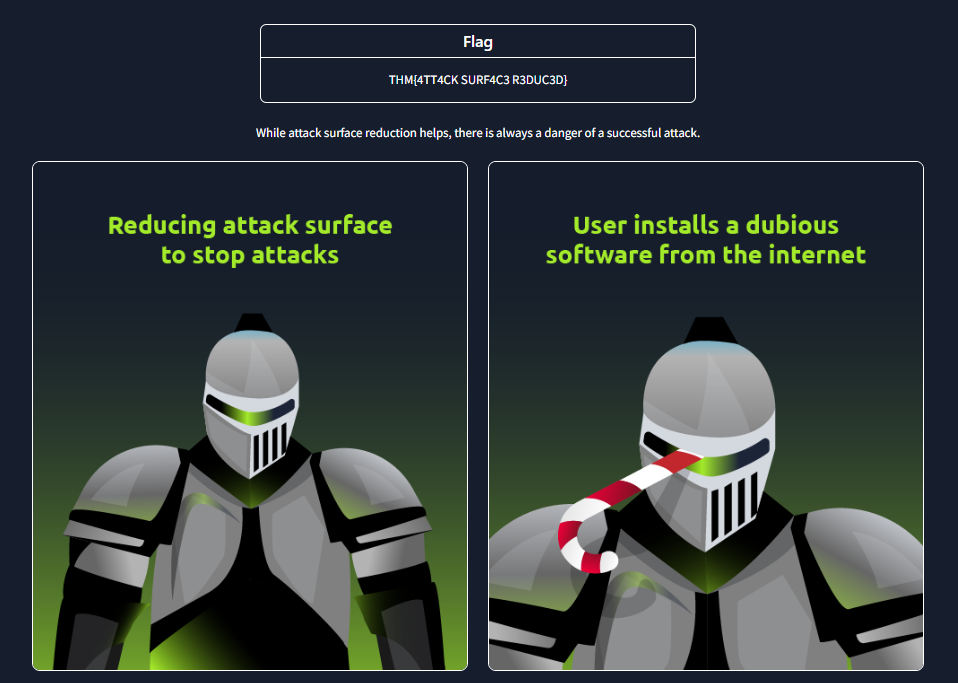 Flag
THM{4TT4CK SURF4C3 R3DUC3D}
While attack surface reduction helps, there is always a danger of a successful attack.
Reducing attack surface
to stop attacks
User installs a dubious
software from the internet